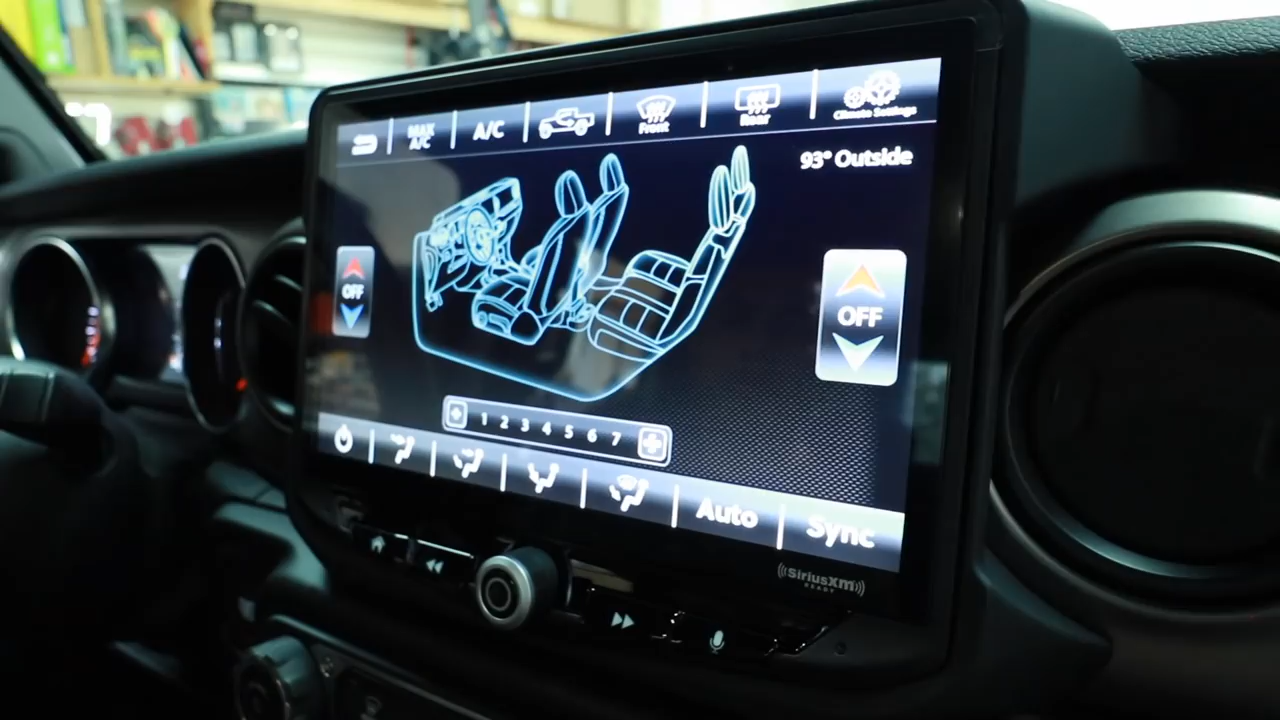 MAX
A/C
A/C
Front
Rear
Climate Settings
93° Outside
OFF
OFF
1 2 3 4 5 6 7
Auto
Sync
SiriusXM
READY